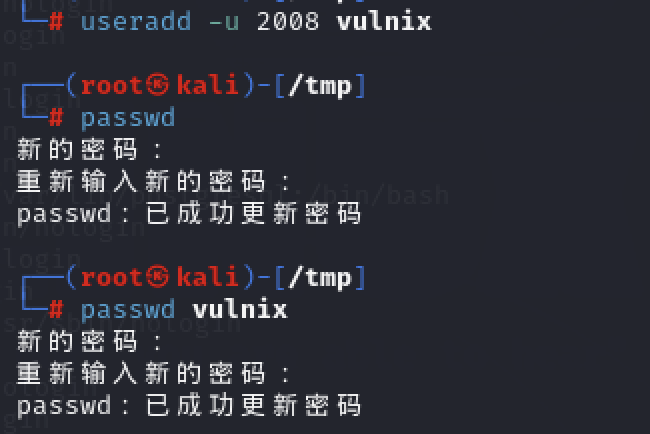 └─# useradd -u 2008 vulnix
┌──(root㉿kali)-[/tmp]
└─# passwd
新的密码：
重新输入新的密码：
passwd：已成功更新密码
┌──(root㉿kali)-[/tmp]
└─# passwd vulnix
新的密码：
重新输入新的密码：
passwd：已成功更新密码